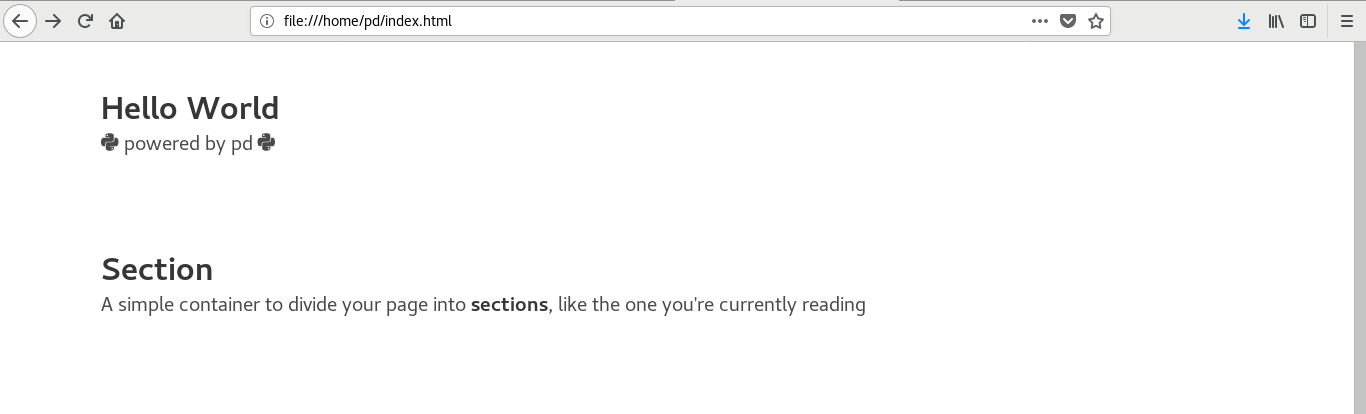 file:///home/pd/index.html
Hello World
powered by pd
Section
A simple container to divide your page into sections, like the one you're currently reading